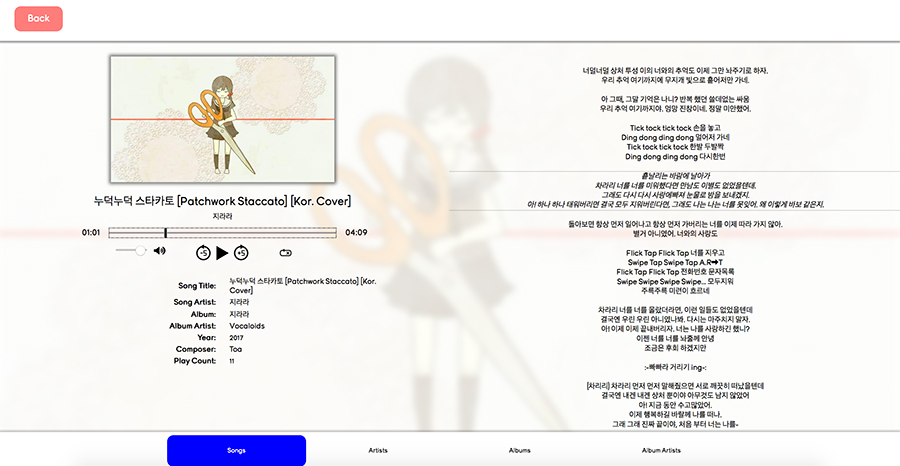 Back
누덕누덕 스타카토 [Patchwork Staccato] [Kor. Cover]
지라라
01:01
04:09
-5
+5
Song Title:
누덕누덕 스타카토 [Patchwork Staccato] [Kor.
Cover]
Song Artist:
지라라
Album:
지라라
Album Artist:
Vocaloids
Year:
2017
Composer:
Toa
Play Count:
11
너덜너덜 상처 투성 이의 너와의 추억도 이제 그만 놔주기로 하자.
우리 추억 여기까지에 무지개 빛으로 흩어저만 가네.
아 그때, 그달 기억은 나니? 반복 했던 쓸데없는 싸움
우리 추억 여기까지야. 엉망 진창이네. 정말 미안했어.
Tick tock tick tock 손을 놓고
Ding dong ding dong 멀어저 가네
Tick tock tick tock 한발 두발짝
Ding dong ding dong 다시한번
흩날리는 바람에 날아가
차라리 너를 너를 미워했다면 만남도 이별도 없었을텐데.
그래도 다시 다시 사랑에빠져 눈물로 밤을 보내겠지.
아! 하나 하나 태워버리면 결국 모두 지워버린다면, 그래도 나는 나는 너를 못잊어. 왜 이렇게 바보 같은지.
돌아보면 항상 먼저 일어나고 항상 먼저 가버리는 너를 이제 따라 가지 않아.
별거 아니였어, 너와의 사랑도
Flick Tap Flick Tap 너를 지우고
Swipe Tap Swipe Tap A.R➞T
Flick Tap Flick Tap 전화번호 문자목록
Swipe Swipe Swipe Swipe... 모두지워
주륵주륵 미련이 흐르네
차라리 너를 너를 몰랐더라면, 이런 일들도 없었을텐데
결국엔 우린 우린 아니였나봐. 다시는 마주치지 말자.
아! 이제 이제 끝내버리자. 너는 나를 사랑하긴 했니?
이젠 너를 너를 놔줄께 안녕
조금은 후회 하겠지만
:-빠빠라 거리기 ing-:
[차리리] 차라리 먼저 먼저 말해줬으면 서로 깨끗히 떠났을텐데
결국엔 내겐 내겐 상처 뿐이야 아무것도 남지 않았어
아! 지금 동안 수고많았어.
이제 행복하길 바랄께 나를 떠나.
그래 그래 진짜 끝이야, 처음 부터 너는 나를~
Songs
Artists
Albums
Album Artists